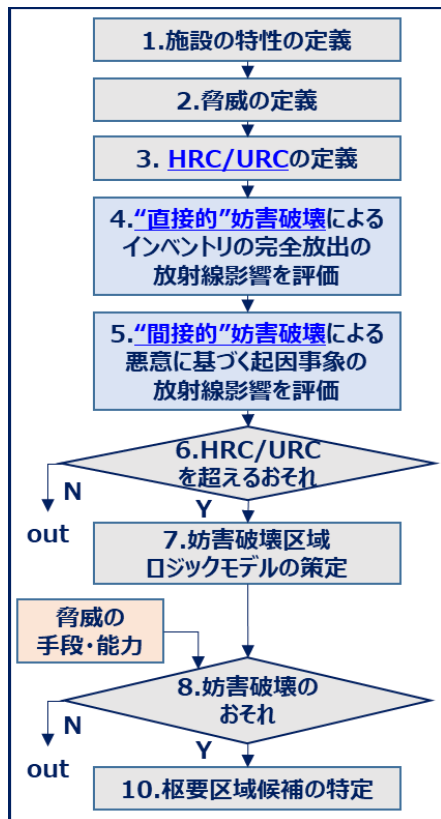 1.施設の特性の定義
2.脅威の定義
3. HRC/URCの定義
4.“直接的”妨害破壊による
インベントリの完全放出の
放射線影響を評価
5.“間接的”妨害破壊による
悪意に基づく起因事象の
放射線影響を評価
6.HRC/URC
を超えるおそれ
N
Y
out
7.妨害破壊区域
ロジックモデルの策定
脅威の
手段・能力
8.妨害破壊の
おそれ
N
Y
out
10.枢要区域候補の特定